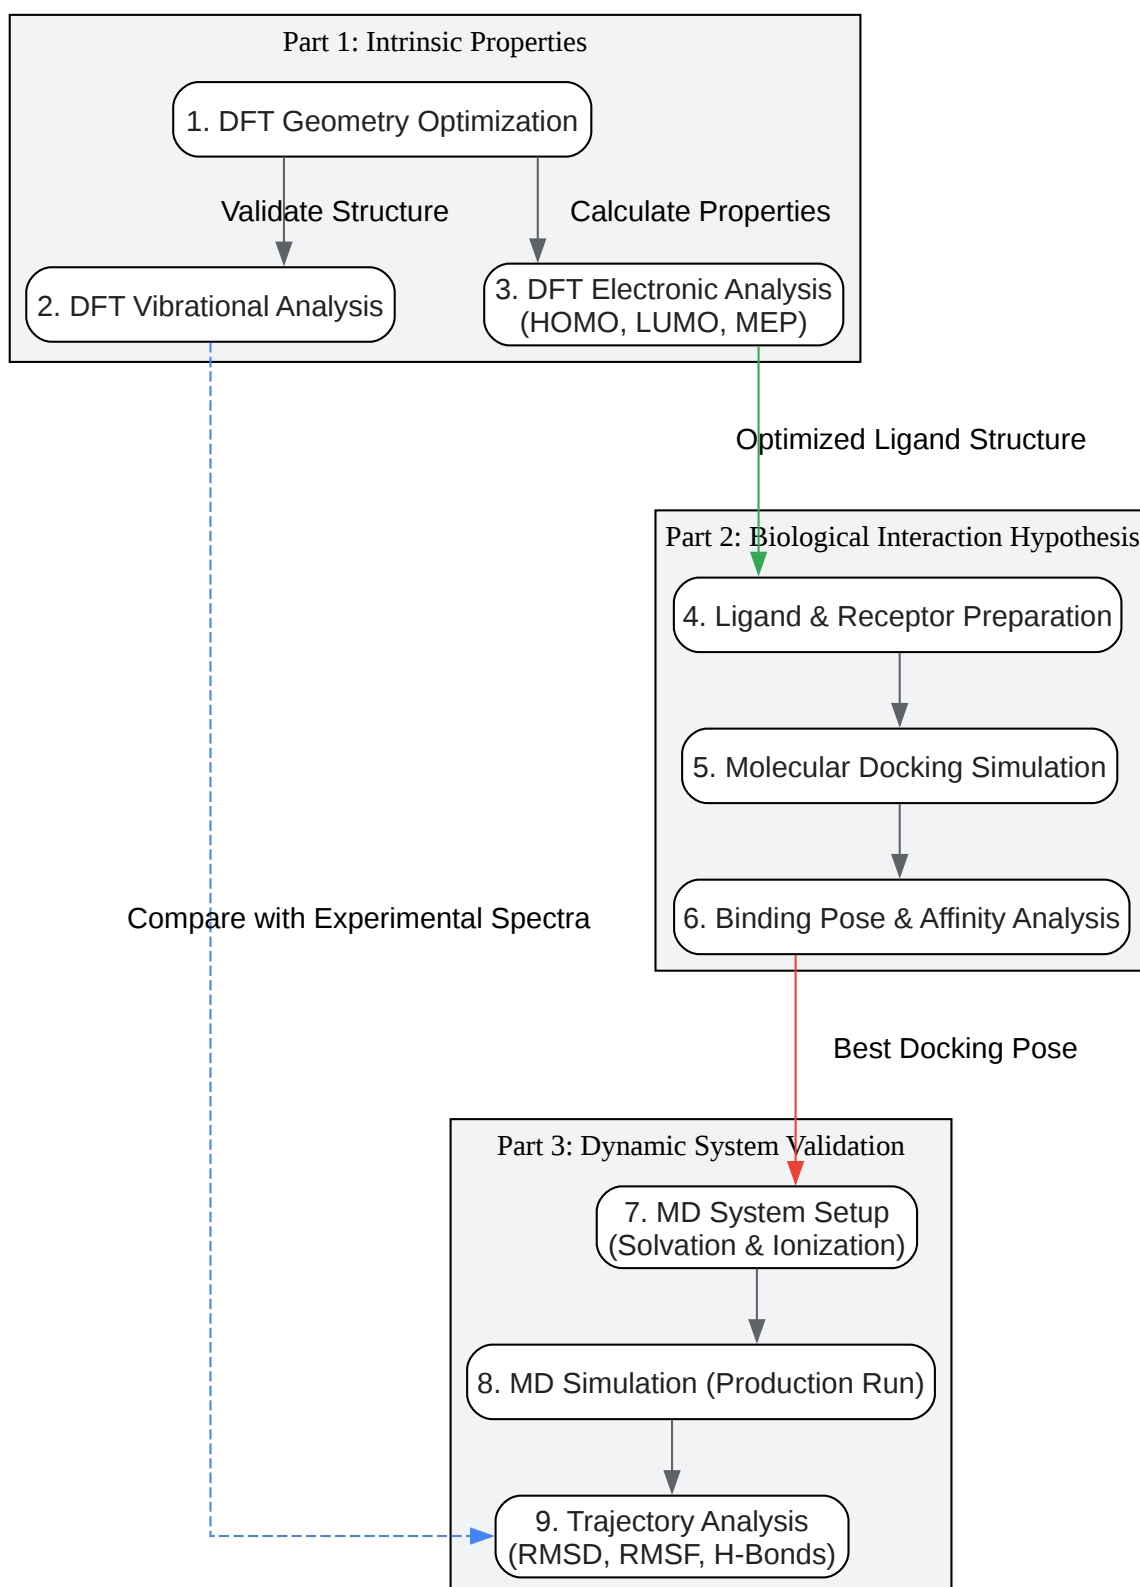 Part 1: Intrinsic Properties
1. DFT Geometry Optimization
Validate Structure
Calculate Properties
2. DFT Vibrational Analysis
3. DFT Electronic Analysis
(HOMO, LUMO, MEP)
Optimized Ligand Structure
Part 2: Biological Interaction Hypothesis
4. Ligand & Receptor Preparation
5. Molecular Docking Simulation
6. Binding Pose & Affinity Analysis
Compare with Experimental Spectra
Best Docking Pose
Part 3: Dynamic System Validation
7. MD System Setup
(Solvation & Ionization)
8. MD Simulation (Production Run)
9. Trajectory Analysis
(RMSD, RMSF, H-Bonds)